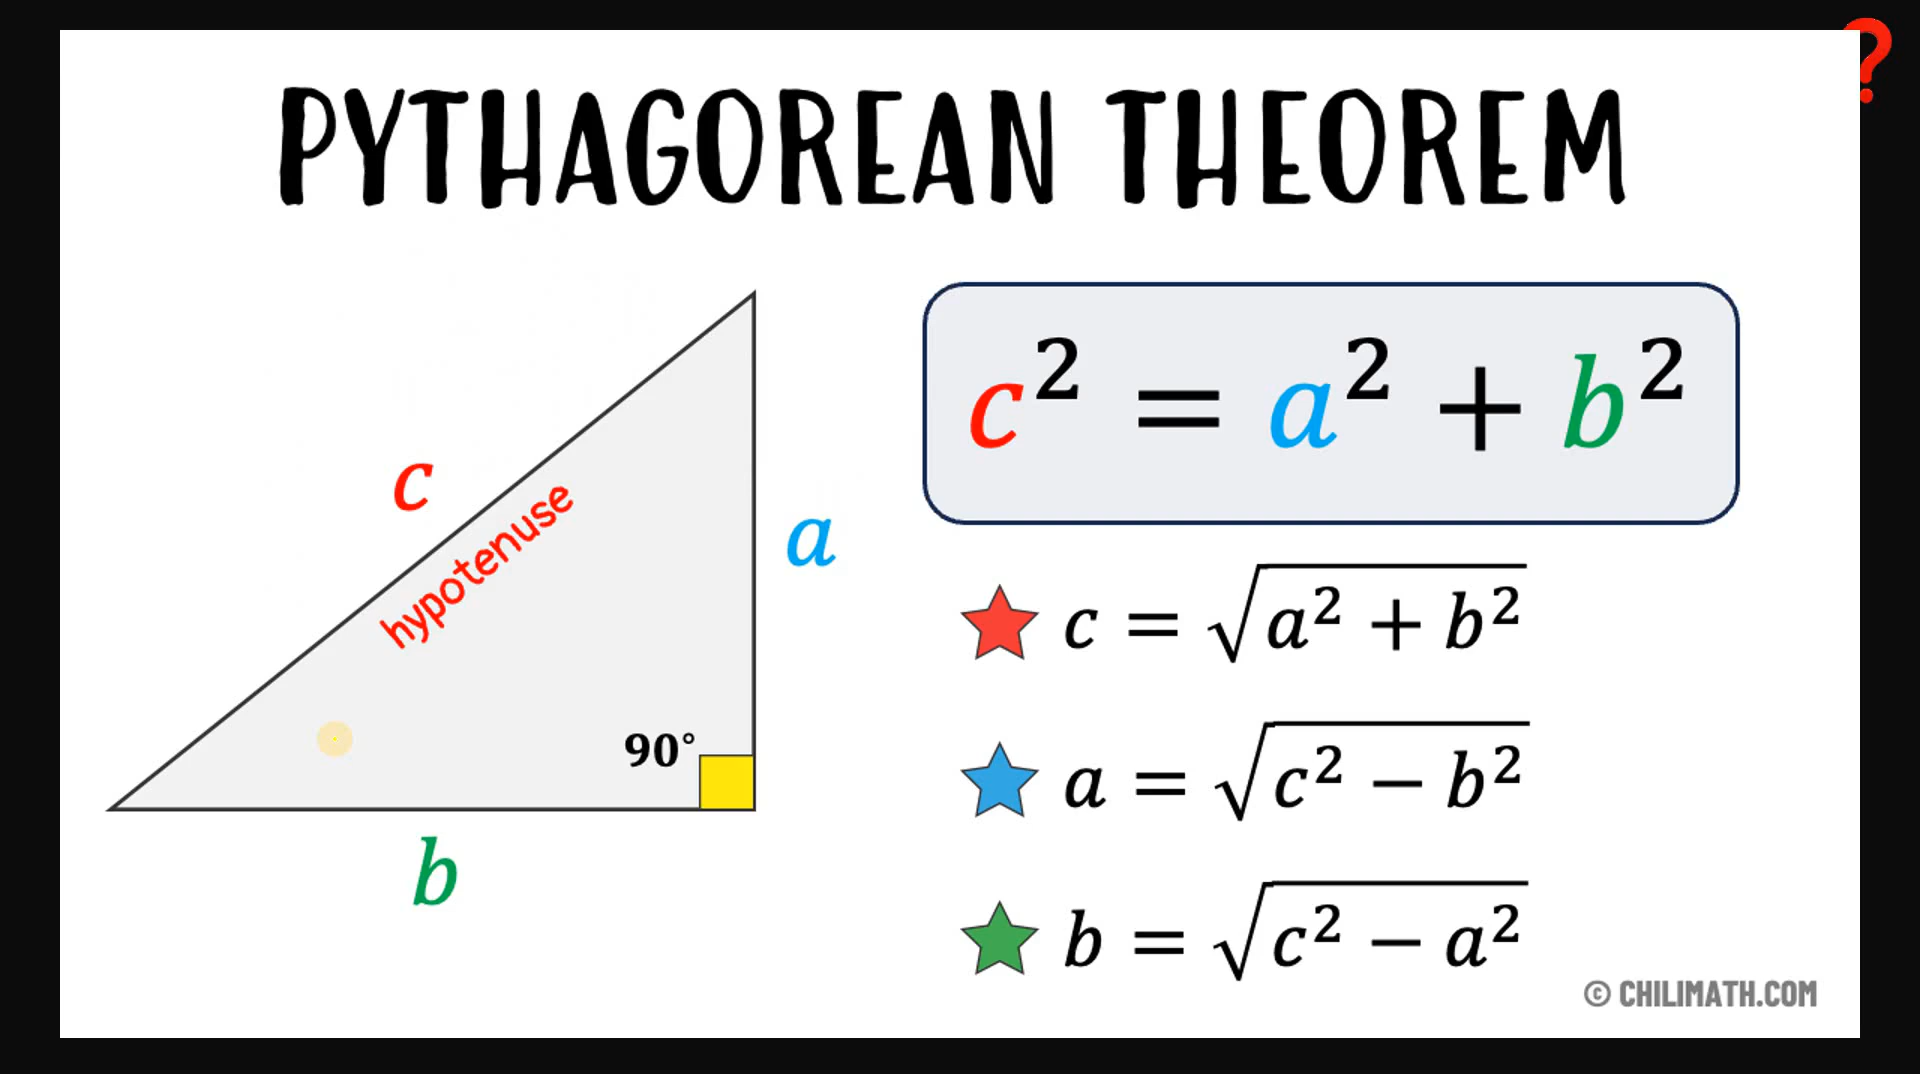 ?
PYTHAGOREAN THEOREM
c² = a² + b²
c
hypotenuse
a
90°
b
c = √(a² + b²)
a = √(c² − b²)
b = √(c² − a²)
© CHILIMATH.COM